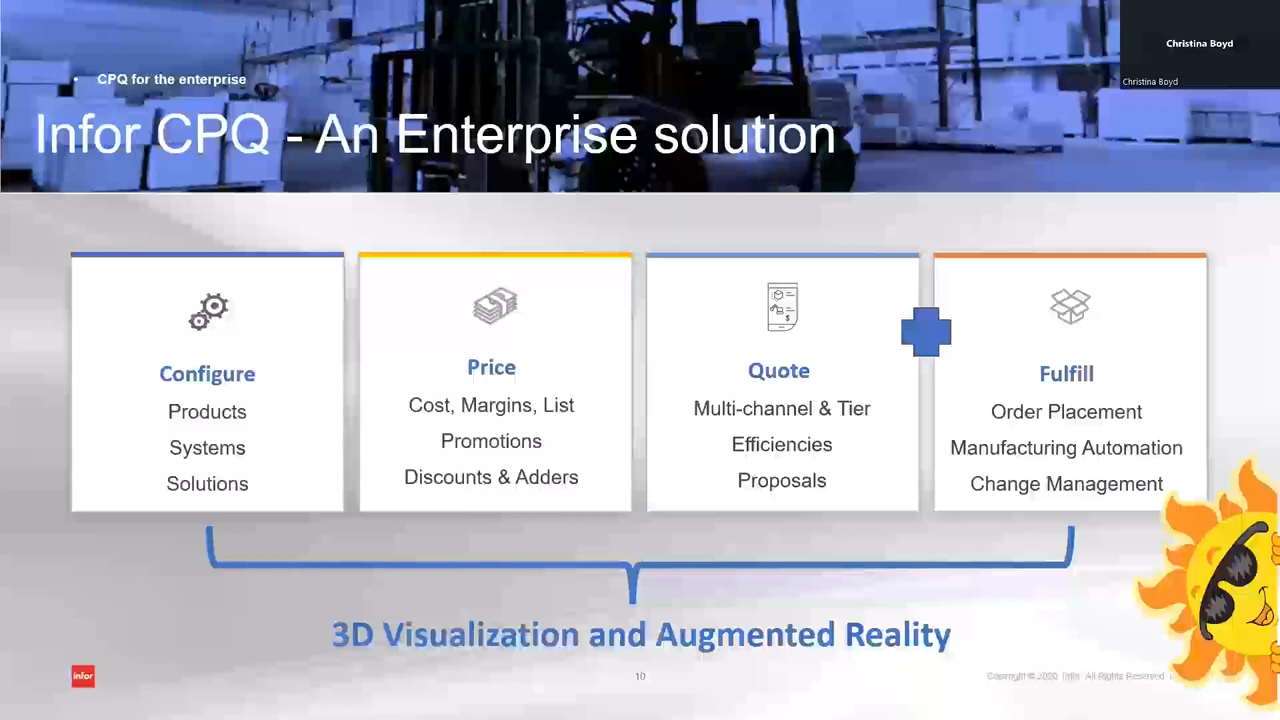 Christina Boyd
Christina Boyd
• CPQ for the enterprise
Infor CPQ - An Enterprise solution
Configure
Products
Systems
Solutions
Price
Cost, Margins, List
Promotions
Discounts & Adders
Quote
Multi-channel & Tier
Efficiencies
Proposals
Fulfill
Order Placement
Manufacturing Automation
Change Management
3D Visualization and Augmented Reality
infor
10
Copyright © 2020. Infor. All Rights Reserved.